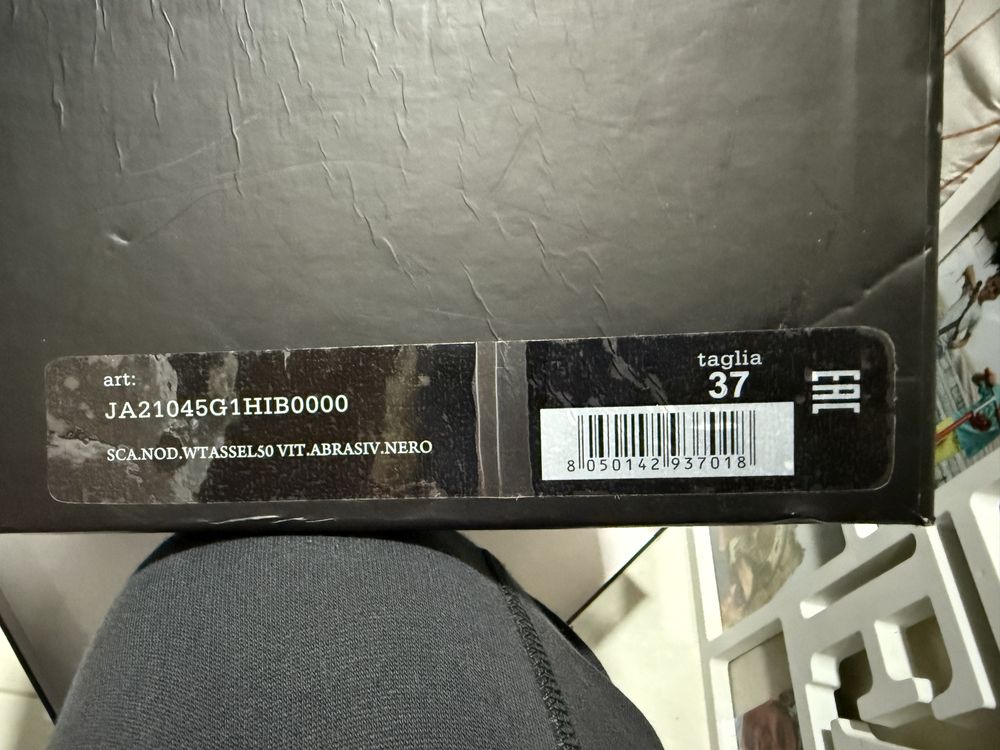 art:
JA21045G1HIB0000
SCA.NOD.WTASSEL50 VIT.ABRASIV.NERO
taglia
37
EAC
8 050142 937018